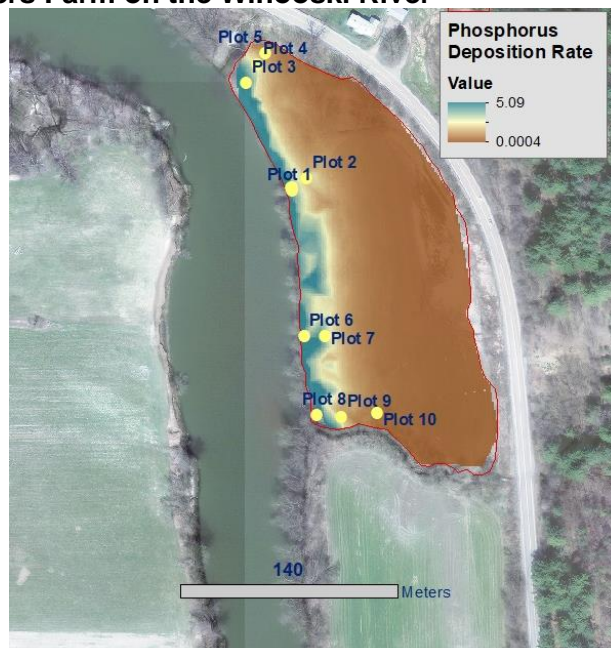 ers Farm on the Winooski River
Phosphorus
Deposition Rate
Value
5.09
0.0004
Plot 5
Plot 4
Plot 3
Plot 2
Plot 1
Plot 6
Plot 7
Plot 8
Plot 9
Plot 10
140
Meters